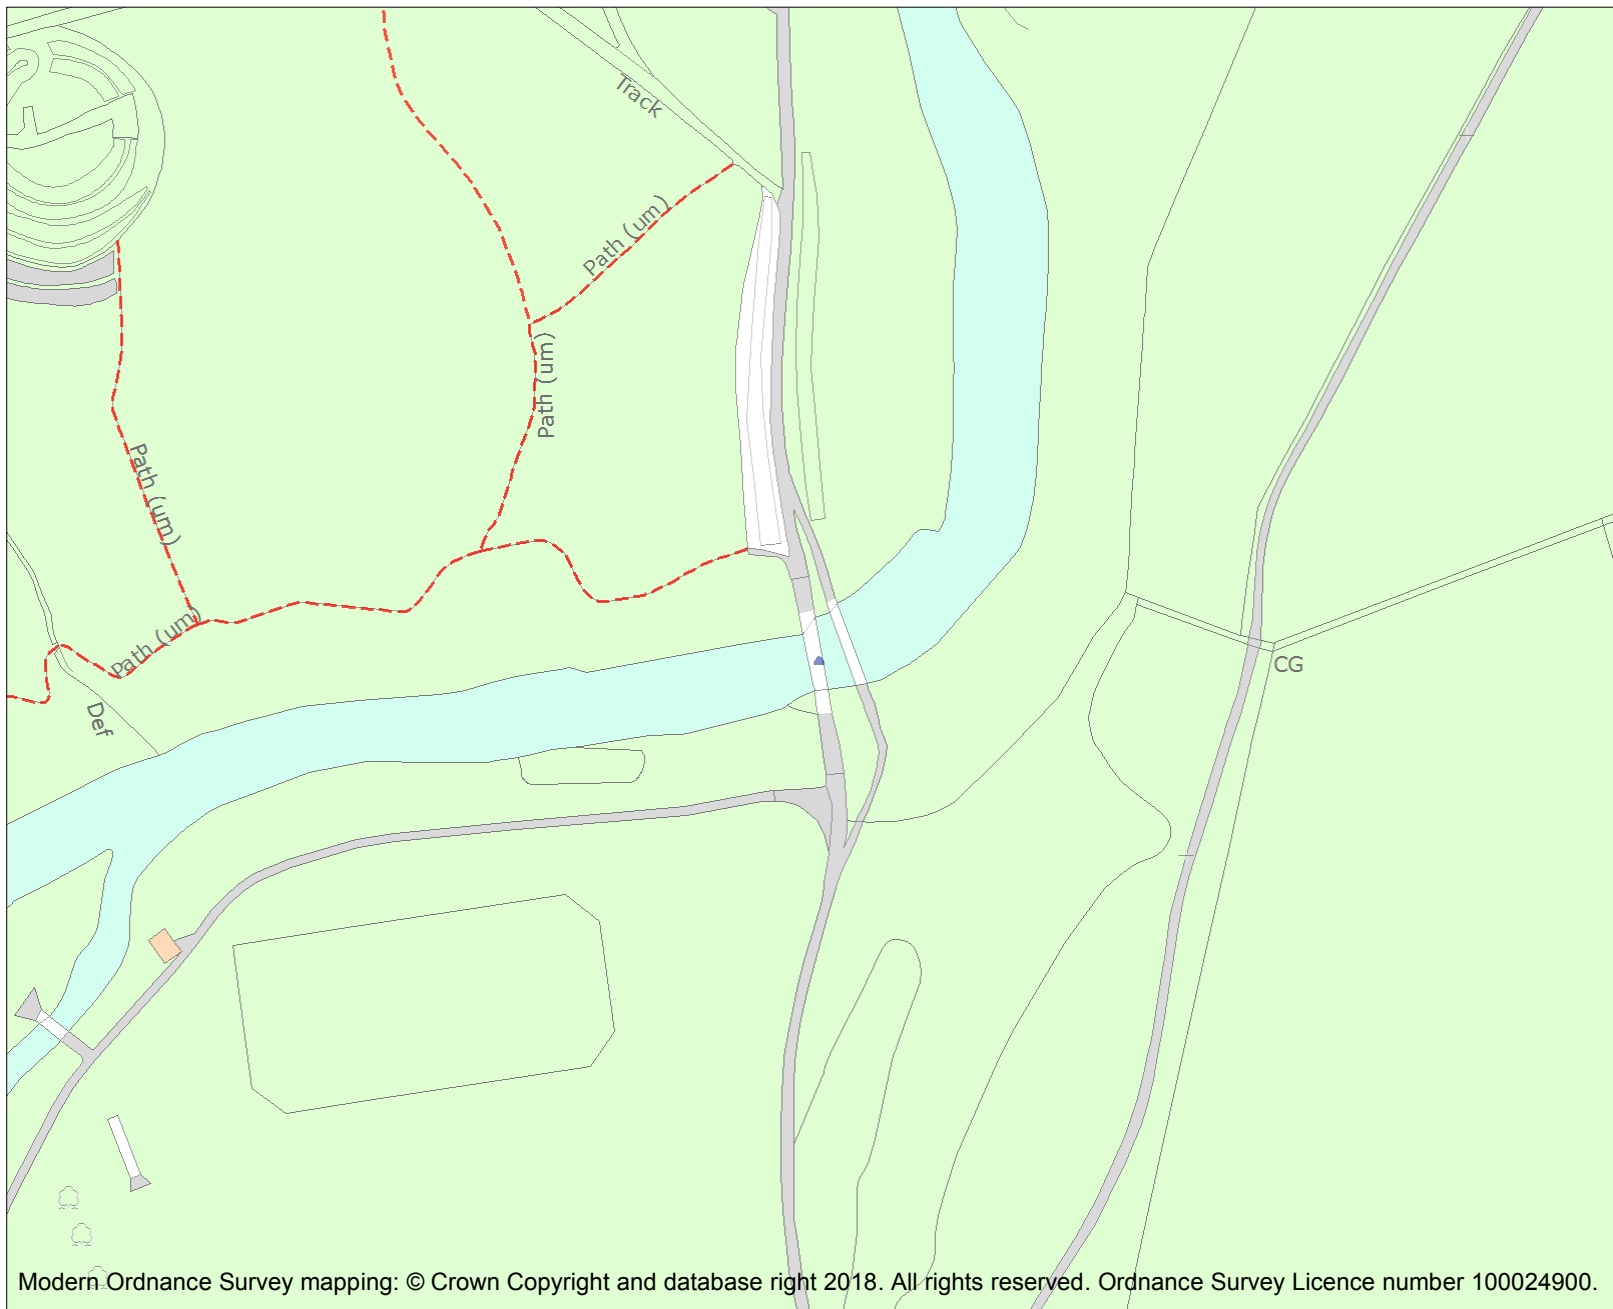 Track
Path (um)
Path (um)
Path (um)
Path (um)
Def
CG
Modern Ordnance Survey mapping: © Crown Copyright and database right 2018. All rights reserved. Ordnance Survey Licence number 100024900.